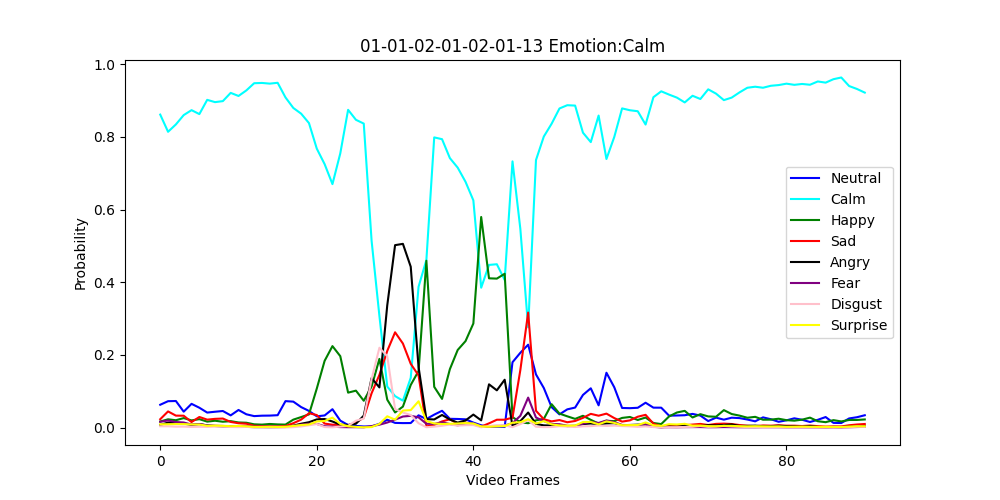 01-01-02-01-02-01-13 Emotion:Calm
1.0
0.8
0.6
0.4
0.2
0.0
Probability
0
20
40
60
80
Video Frames
Neutral
Calm
Happy
Sad
Angry
Fear
Disgust
Surprise